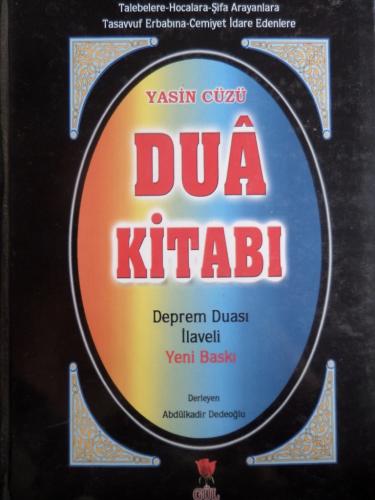 Talebelere-Hocalara-Şifa Arayanlara
Tasavvuf Erbabına-Cemiyet İdare Edenlere
YASİN CÜZÜ
DUÂ
KİTABI
Deprem Duası
İlaveli
Yeni Baskı
Derleyen
Abdülkadir Dedeoğlu
GÜL